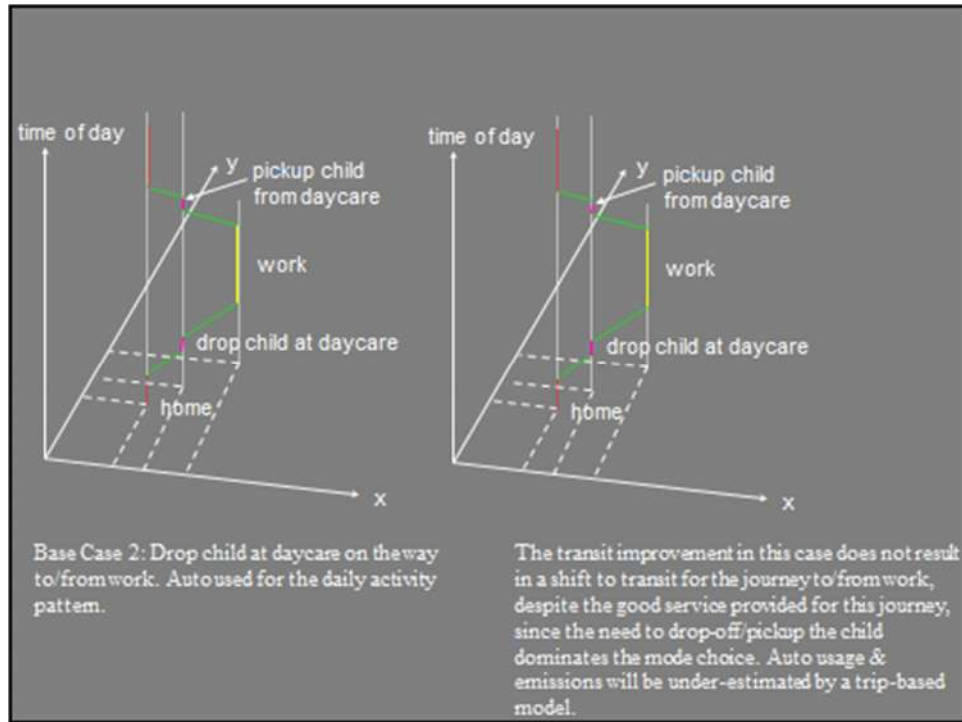 time of day
y
pickup child
from daycare
work
drop child at daycare
home
x
Base Case 2: Drop child at daycare on the way
to/from work. Auto used for the daily activity
pattern.
time of day
y
pickup child
from daycare
work
drop child at daycare
home
x
The transit improvement in this case does not result
in a shift to transit for the journey to/from work,
despite the good service provided for this journey,
since the need to drop-off/pickup the child
dominates the mode choice. Auto usage &
emissions will be under-estimated by a trip-based
model.